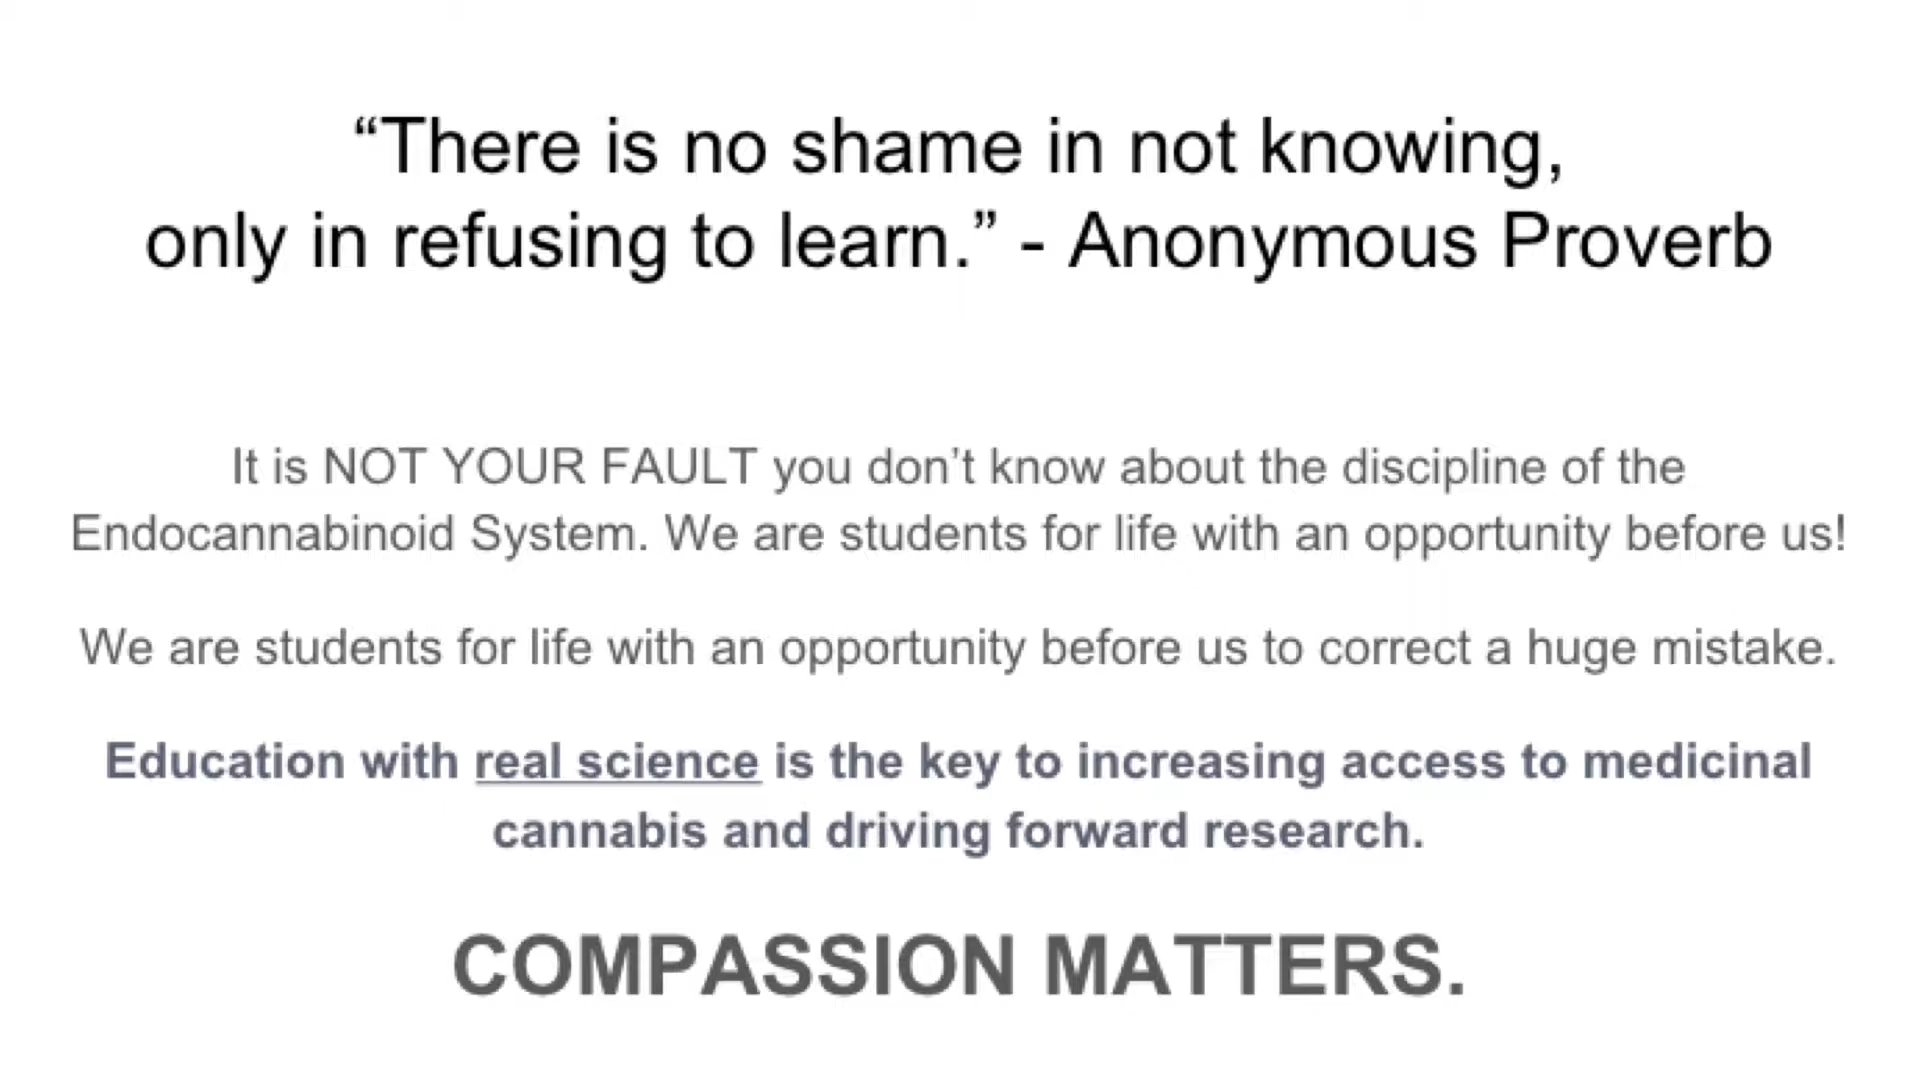 “There is no shame in not knowing,
only in refusing to learn.” - Anonymous Proverb
It is NOT YOUR FAULT you don’t know about the discipline of the
Endocannabinoid System. We are students for life with an opportunity before us!
We are students for life with an opportunity before us to correct a huge mistake.
Education with real science is the key to increasing access to medicinal
cannabis and driving forward research.
COMPASSION MATTERS.